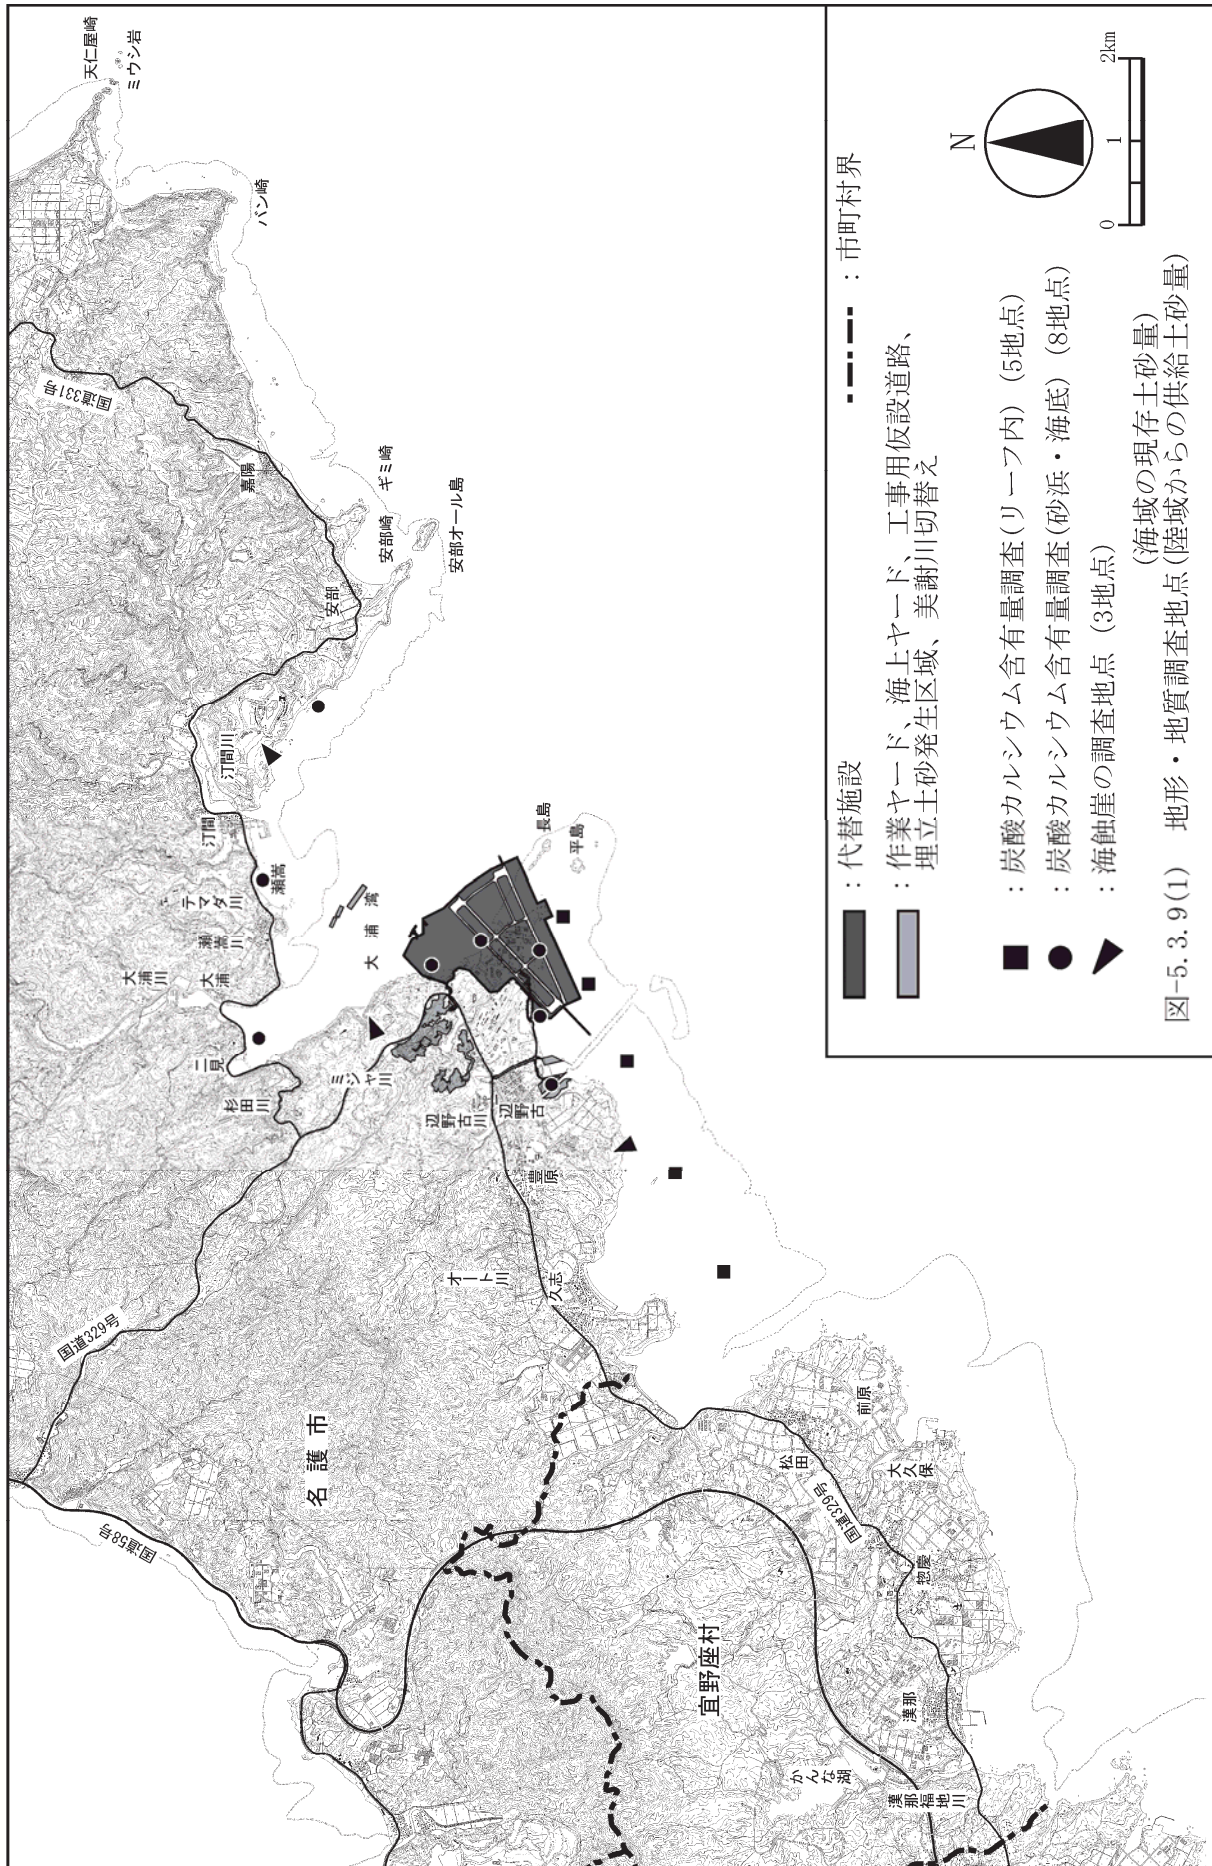 天仁屋崎
ミウシ岩
バン崎
国道331号
嘉陽
ギミ崎
安部崎
安部オール島
安部
汀間川
汀間
瀬嵩
テマダ川
瀬嵩川
大浦川
大浦
大浦湾
長島
平島
二見
杉田川
ミジャ川
辺野古川
辺野古
豊原
国道329号
オート川
久志
名護市
国道58号
前原
松田
大久保
国道329号
惣慶
宜野座村
漢那
かんな湖
漢那福地川
：代替施設
：市町村界
：作業ヤード、海上ヤード、工事用仮設道路、
埋立土砂発生区域、美謝川切替え
：炭酸カルシウム含有量調査(リーフ内)（5地点）
：炭酸カルシウム含有量調査(砂浜・海底)（8地点）
：海蝕崖の調査地点（3地点）
N
0
1
2km
図-5.3.9(1)　地形・地質調査地点(海域の現存土砂量)
(陸域からの供給土砂量)